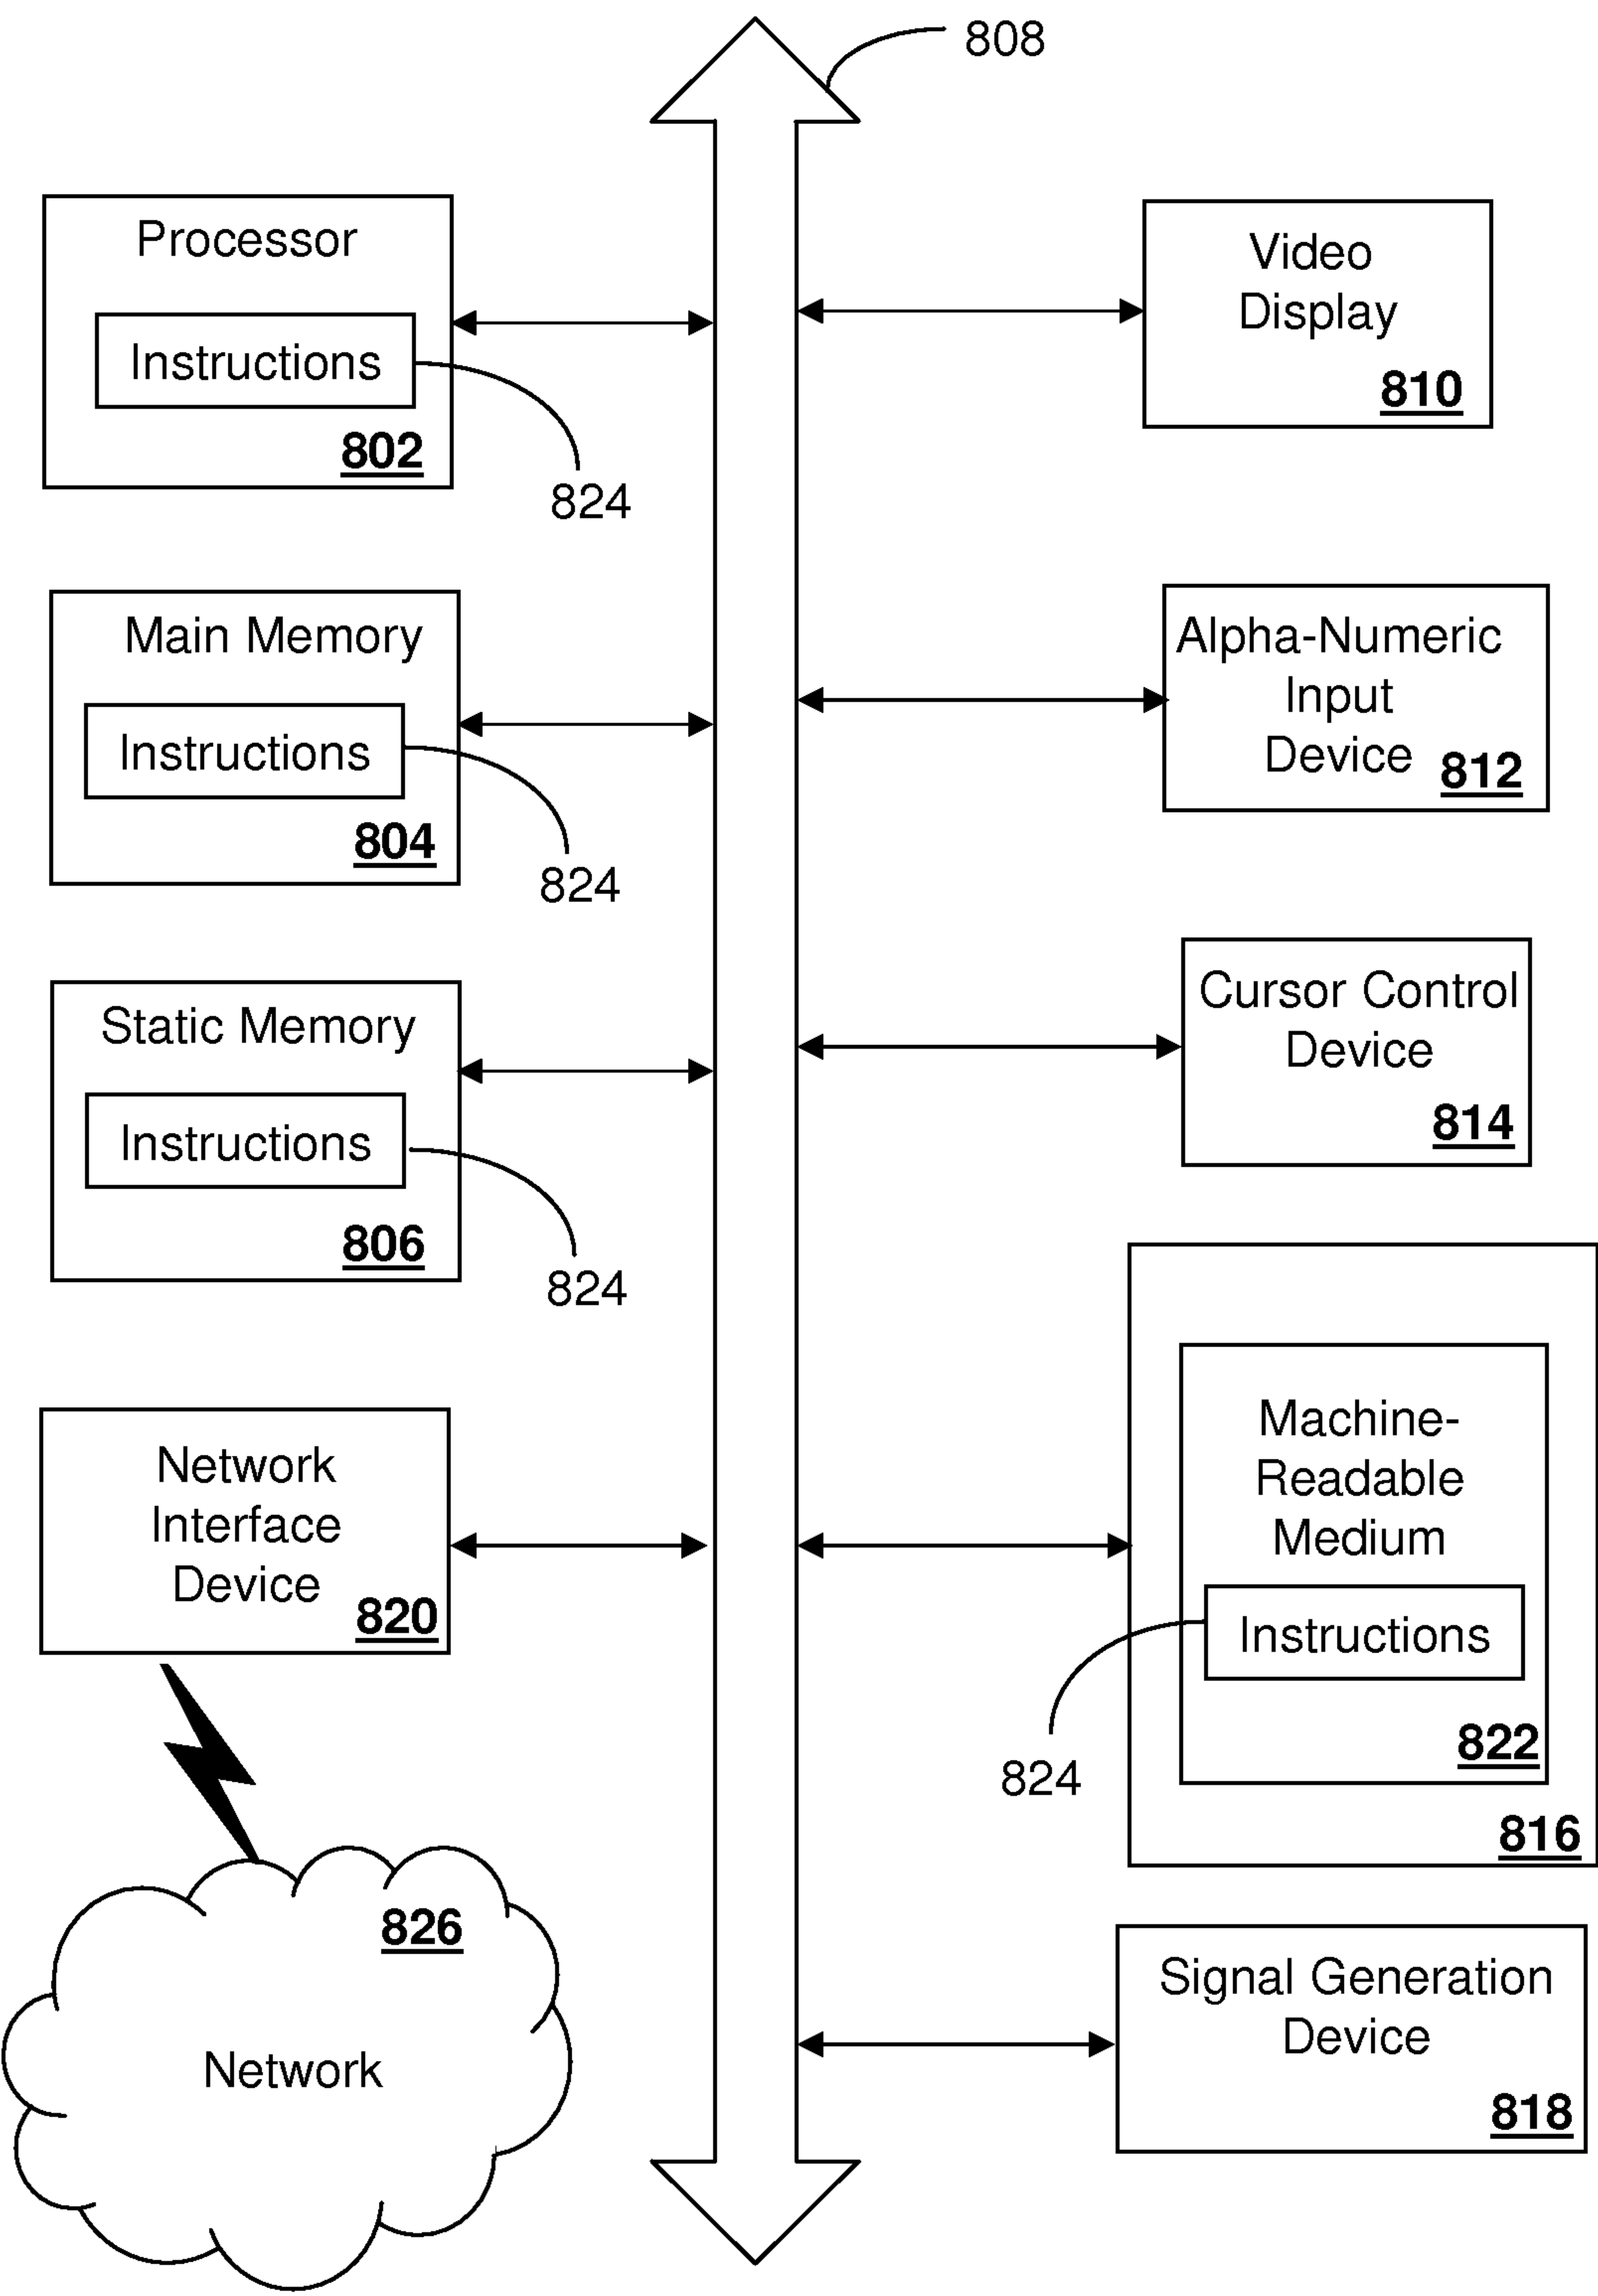 808
Processor
Instructions
802
824
Main Memory
Instructions
804
824
Static Memory
Instructions
806
824
Network
Interface
Device
820
826
Network
Video
Display
810
Alpha-Numeric
Input
Device
812
Cursor Control
Device
814
Machine-
Readable
Medium
Instructions
824
822
816
Signal Generation
Device
818